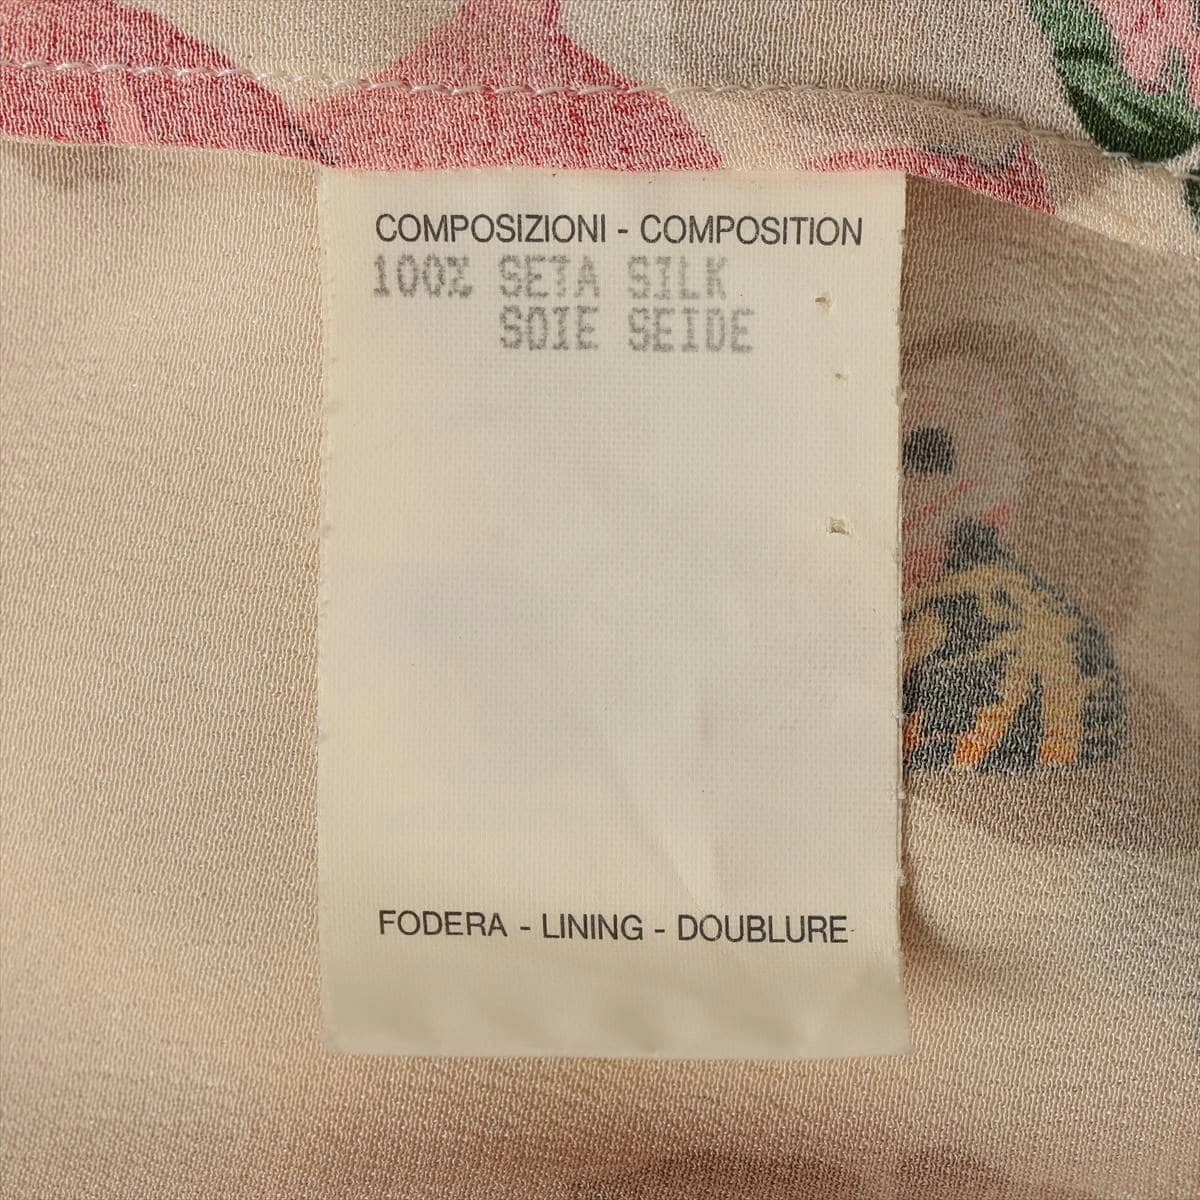 COMPOSIZIONI - COMPOSITION
100% SETA SILK
SOIE SEIDE
FODERA - LINING - DOUBLURE